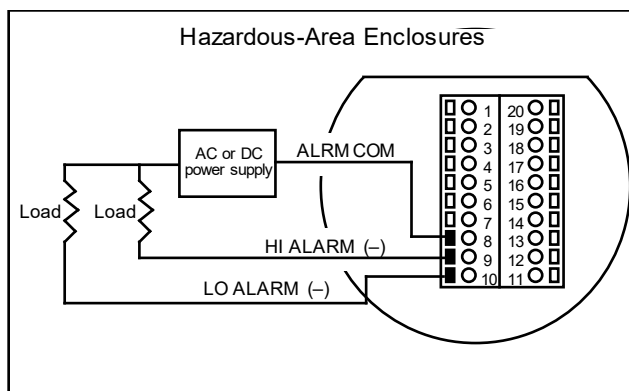 Hazardous-Area Enclosures
AC or DC
power supply
ALRM COM
Load
Load
HI ALARM (–)
LO ALARM (–)
1 20
2 19
3 18
4 17
5 16
6 15
7 14
8 13
9 12
10 11